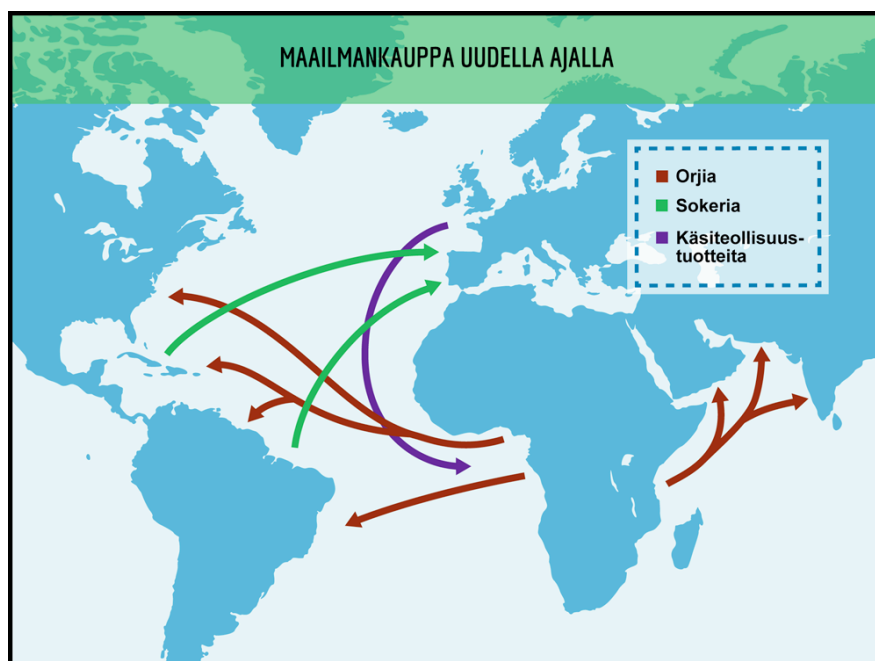 MAAILMANKAUPPA UUDELLA AJALLA
Orjia
Sokeria
Käsiteollisuus-
tuotteita